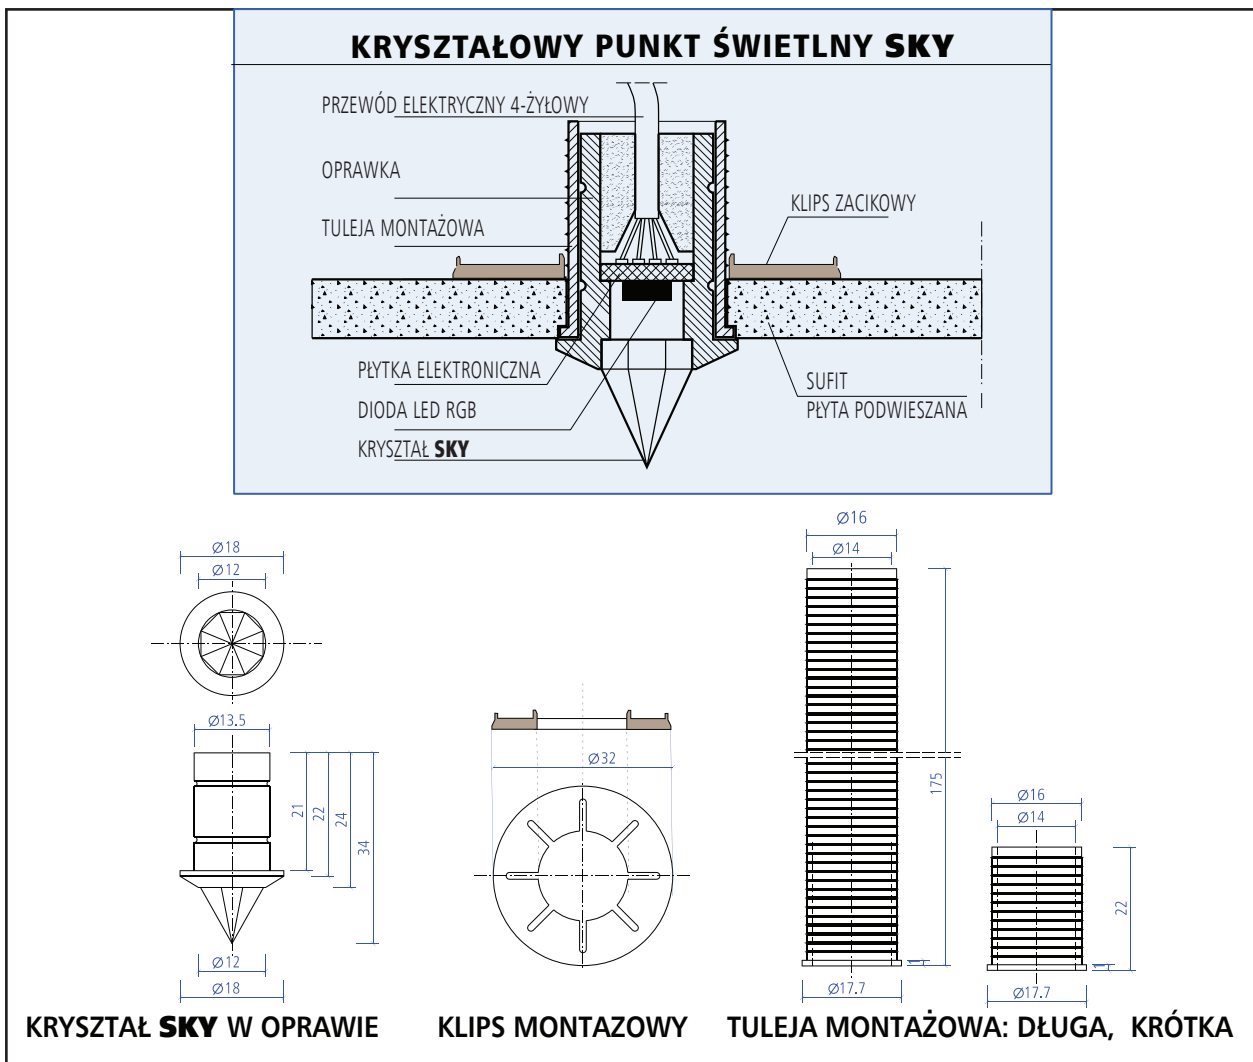 KRYSZTAŁOWY PUNKT ŚWIETLNY SKY
PRZEWÓD ELEKTRYCZNY 4-ŻYŁOWY
OPRAWKA
TULEJA MONTAŻOWA
KLIPS ZACIKOWY
PŁYTKA ELEKTRONICZNA
DIODA LED RGB
KRYSZTAŁ SKY
SUFIT
PŁYTA PODWIESZANA
Ø18
Ø12
Ø13.5
21
22
24
34
Ø12
Ø18
Ø32
Ø16
Ø14
175
1
Ø17.7
Ø16
Ø14
22
1
Ø17.7
KRYSZTAŁ SKY W OPRAWIE
KLIPS MONTAZOWY
TULEJA MONTAŻOWA: DŁUGA, KRÓTKA